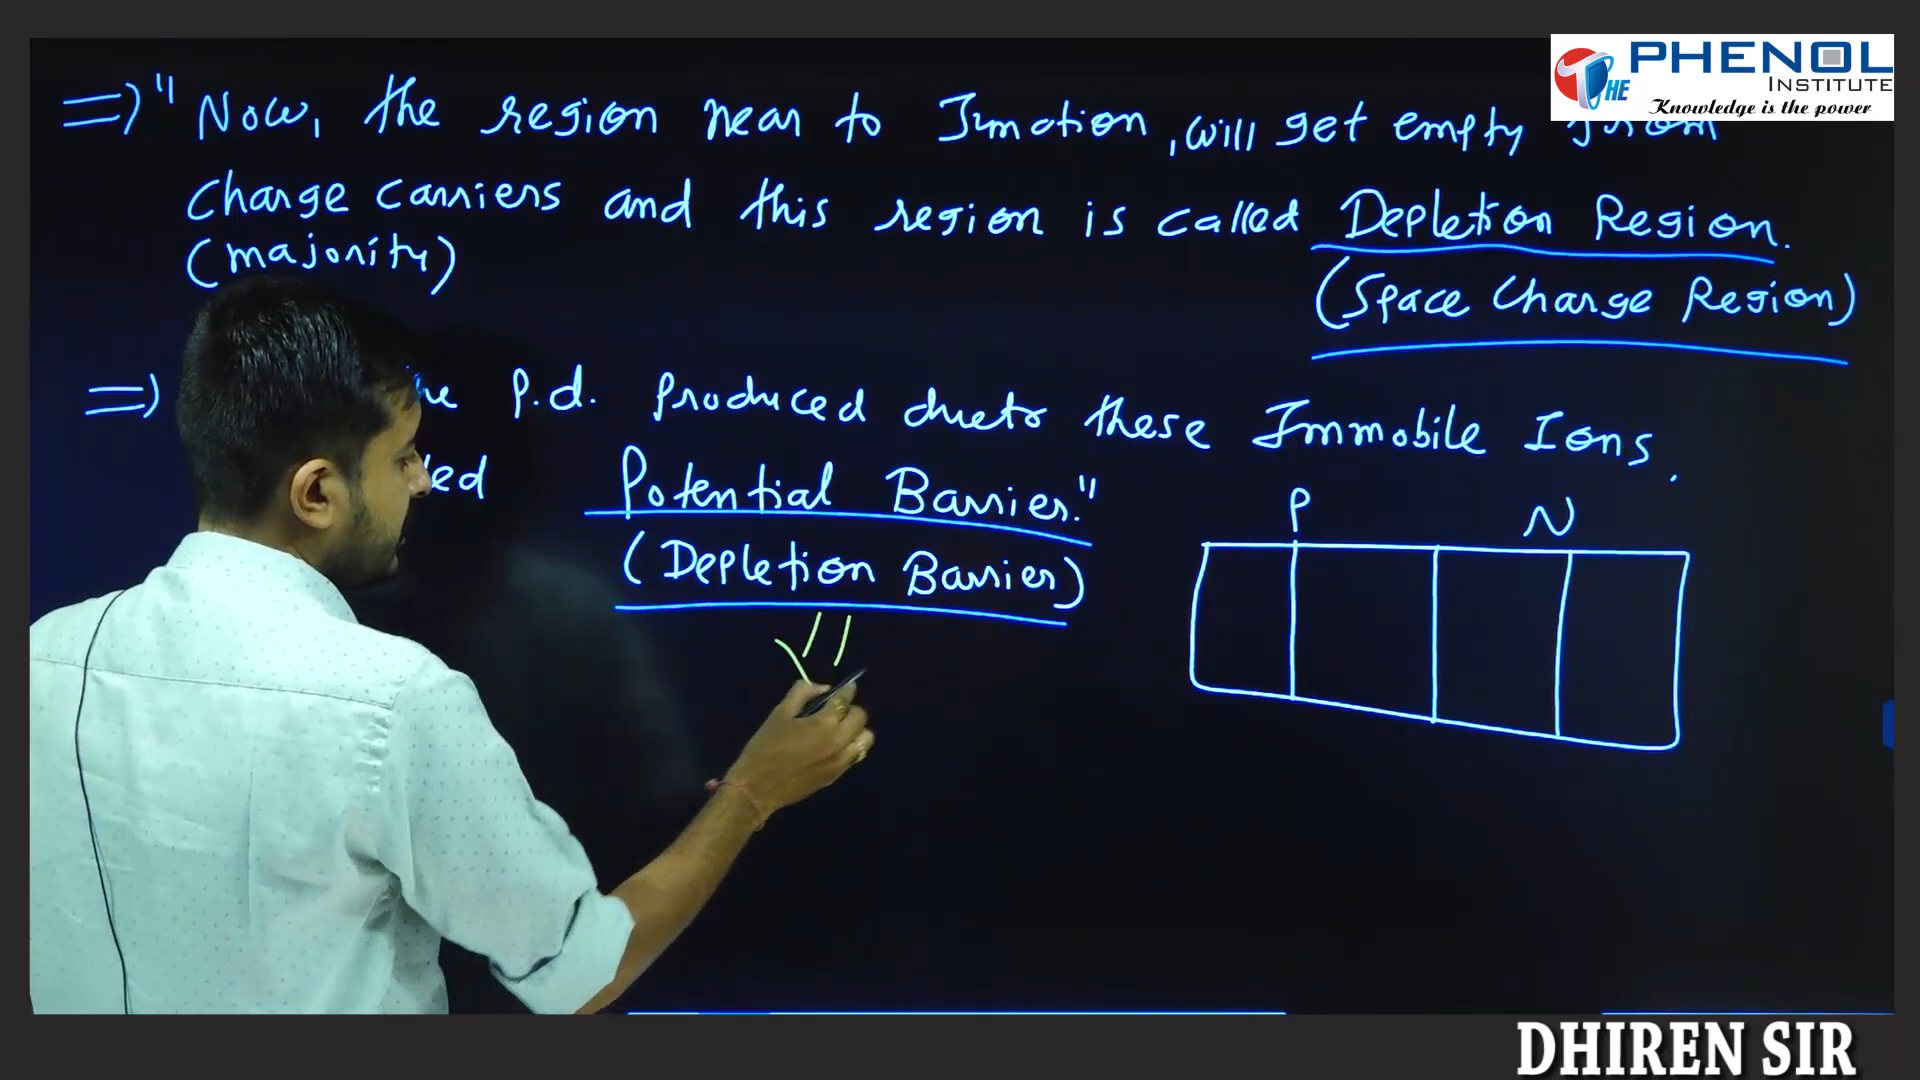 THE PHENOL
INSTITUTE
Knowledge is the power
=) " Now, the region near to Junction, will get empty from
charge carriers and this region is called Depletion Region.
(majority)
(Space Charge Region)
=) P.d. produced due to these Immobile Ions.
Potential Barrier."
(Depletion Barrier)
P N
DHIREN SIR